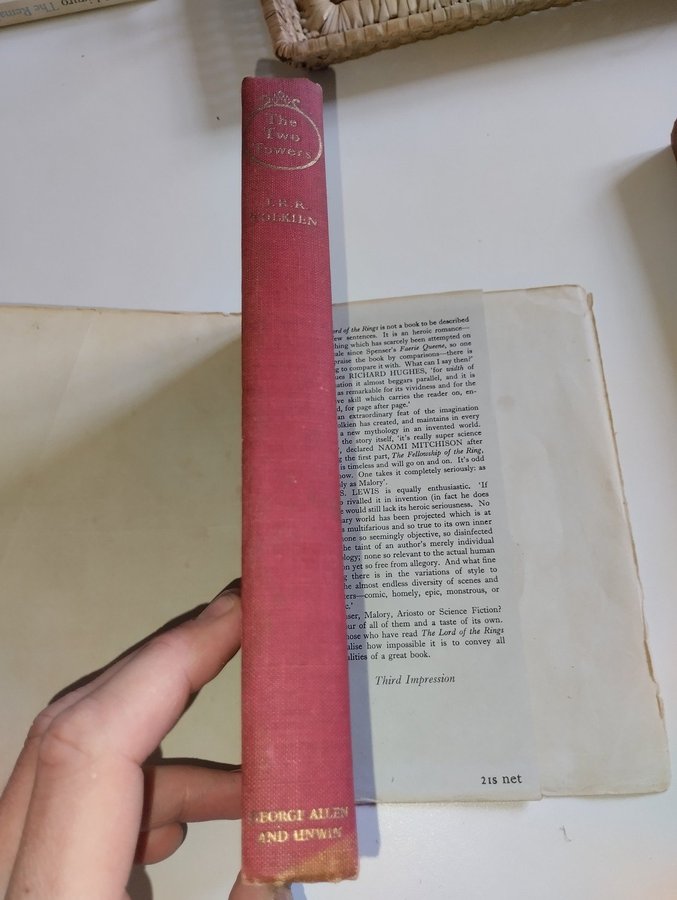 The Rema
The
Two
Towers
J. R. R.
TOLKIEN
GEORGE ALLEN
AND UNWIN
ord of the Rings is not a book to be described
ew sentences. It is an heroic romance—
hing which has scarcely been attempted on
ale since Spenser's Faerie Queene, so one
praise the book by comparisons—there is
g to compare it with. What can I say then?'
ues RICHARD HUGHES, 'for width of
nation it almost beggars parallel, and it is
as remarkable for its vividness and for the
ve skill which carries the reader on, en-
d, for page after page.'
an extraordinary feat of the imagination
olkien has created, and maintains in every
a new mythology in an invented world.
the story itself, 'it's really super science
', declared NAOMI MITCHISON after
g the first part, The Fellowship of the Ring,
is timeless and will go on and on. It's odd
now. One takes it completely seriously: as
ly as Malory'.
S. LEWIS is equally enthusiastic. 'If
o rivalled it in invention (in fact he does
e would still lack its heroic seriousness. No
ary world has been projected which is at
s multifarious and so true to its own inner
none so seemingly objective, so disinfected
the taint of an author's merely individual
ology; none so relevant to the actual human
on yet so free from allegory. And what fine
g there is in the variations of style to
he almost endless diversity of scenes and
ters—comic, homely, epic, monstrous, or
c.'
nser, Malory, Ariosto or Science Fiction?
our of all of them and a taste of its own.
hose who have read The Lord of the Rings
alise how impossible it is to convey all
alities of a great book.
Third Impression
21s net